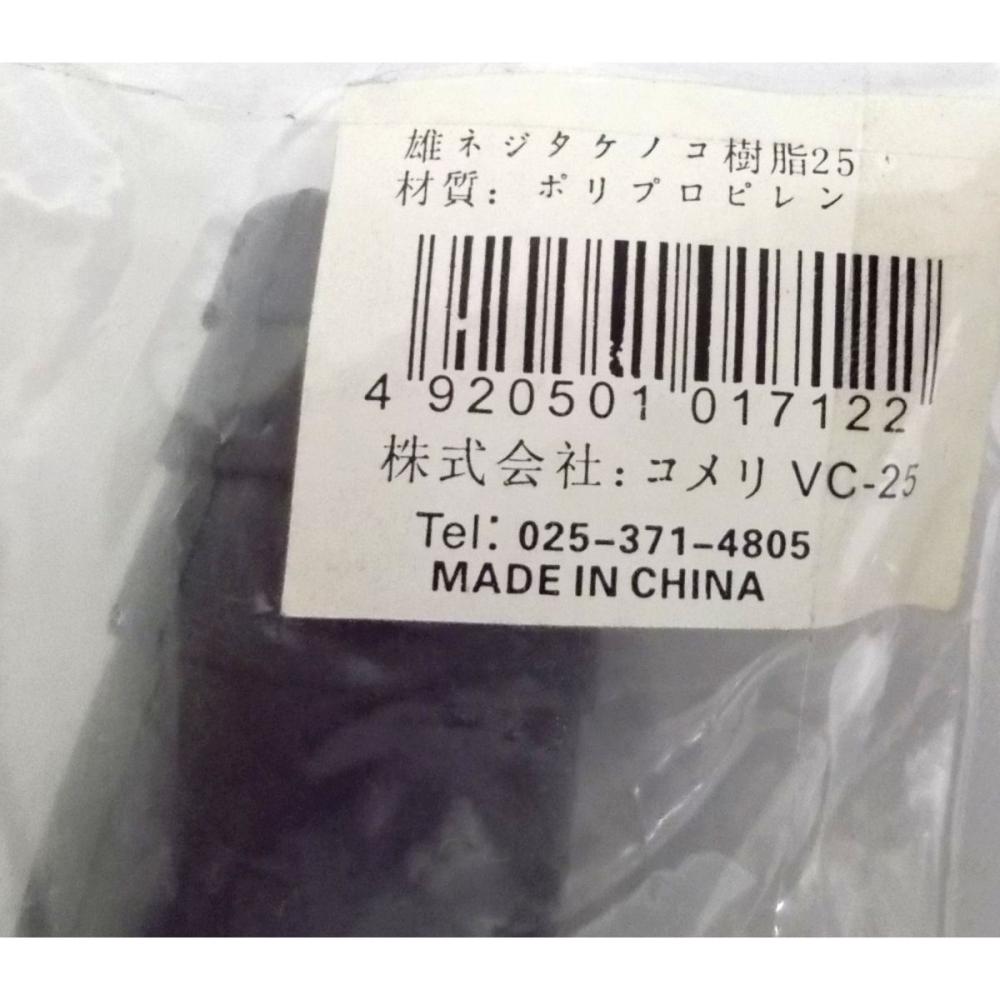 雄ネジタケノコ樹脂25
材質: ポリプロピレン
4 920501 017122
株式会社: コメリ VC-25
Tel: 025-371-4805
MADE IN CHINA